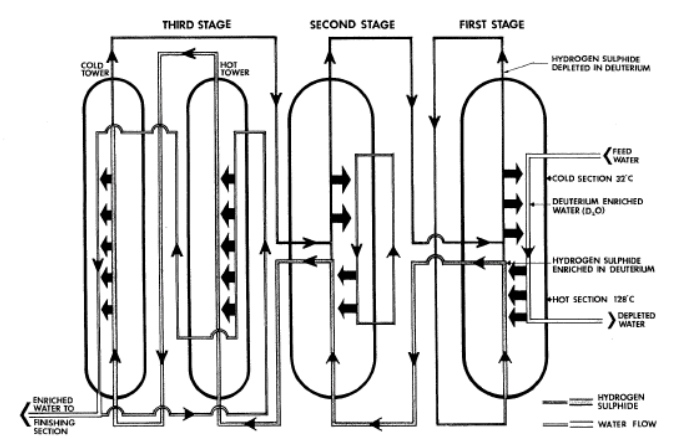 THIRD STAGE
SECOND STAGE
FIRST STAGE
COLD
TOWER
HOT
TOWER
HYDROGEN SULPHIDE
DEPLETED IN DEUTERIUM
FEED
WATER
COLD SECTION 32°C
DEUTERIUM ENRICHED
WATER (D₂O)
HYDROGEN SULPHIDE
ENRICHED IN DEUTERIUM
HOT SECTION 128°C
DEPLETED
WATER
ENRICHED
WATER TO
FINISHING
SECTION
HYDROGEN
SULPHIDE
WATER FLOW